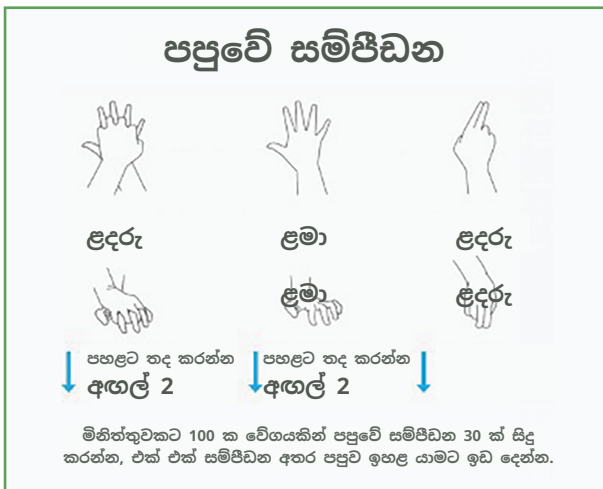 පපුවේ සම්පීඩන
ළදරු ළමා ළදරු
ළමා ළදරු
පහළට තද කරන්න පහළට තද කරන්න
අඟල් 2 අඟල් 2
මිනිත්තුවකට 100 ක වේගයකින් පපුවේ සම්පීඩන 30 ක් සිදු
කරන්න, එක් එක් සම්පීඩන අතර පපුව ඉහළ යාමට ඉඩ දෙන්න.